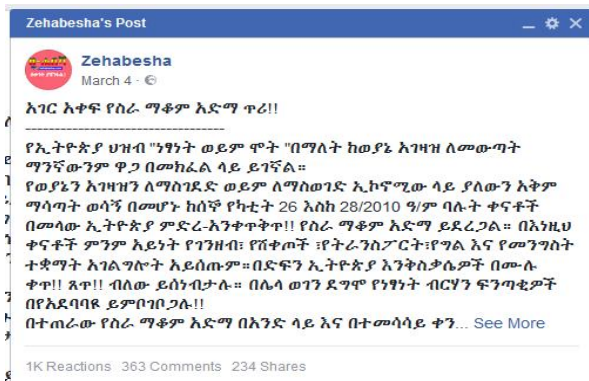 Zehabesha's Post
Zehabesha
March 4
አገር አቀፍ የስራ ማቆም አድማ ጥሪ!!
----------------------------------
የኢትዮጵያ ህዝብ "ነፃነት ወይም ሞት "በማለት ከወያኔ አገዛዝ ለመውጣት
ማንኛውንም ዋጋ በመክፈል ላይ ይገኛል።
የወያኔን አገዛዝን ለማስገደድ ወይም ለማስወገድ ኢኮኖሚው ላይ ያለውን አቅም
ማሳጣት ወሳኝ በመሆኑ ከሰኞ የካቲት 26 እስከ 28/2010 ዓ/ም ባሉት ቀናቶች
በመላው ኢትዮጵያ ምድረ-አንቀጥቅጥ!! የስራ ማቆም አድማ ይደረጋል። በእነዚህ
ቀናቶች ምንም አይነት የገንዘብ፣ የሸቀጦች ፣የትራንስፖርት፣የግል እና የመንግስት
ተቋማት አገልግሎት አይሰጡም።በድፍን ኢትዮጵያ እንቅስቃሴዎች በሙሉ
ቀጥ!! ጸጥ!! ብለው ይሰነብታሉ። በሌላ ወገን ደግሞ የነፃነት ብርሃን ፍንጣቂዎች
በየአደባባዩ ይምቦገቦጋሉ!!
በተጠራው የስራ ማቆም አድማ በአንድ ላይ እና በተመሳሳይ ቀን... See More
1K Reactions 363 Comments 234 Shares